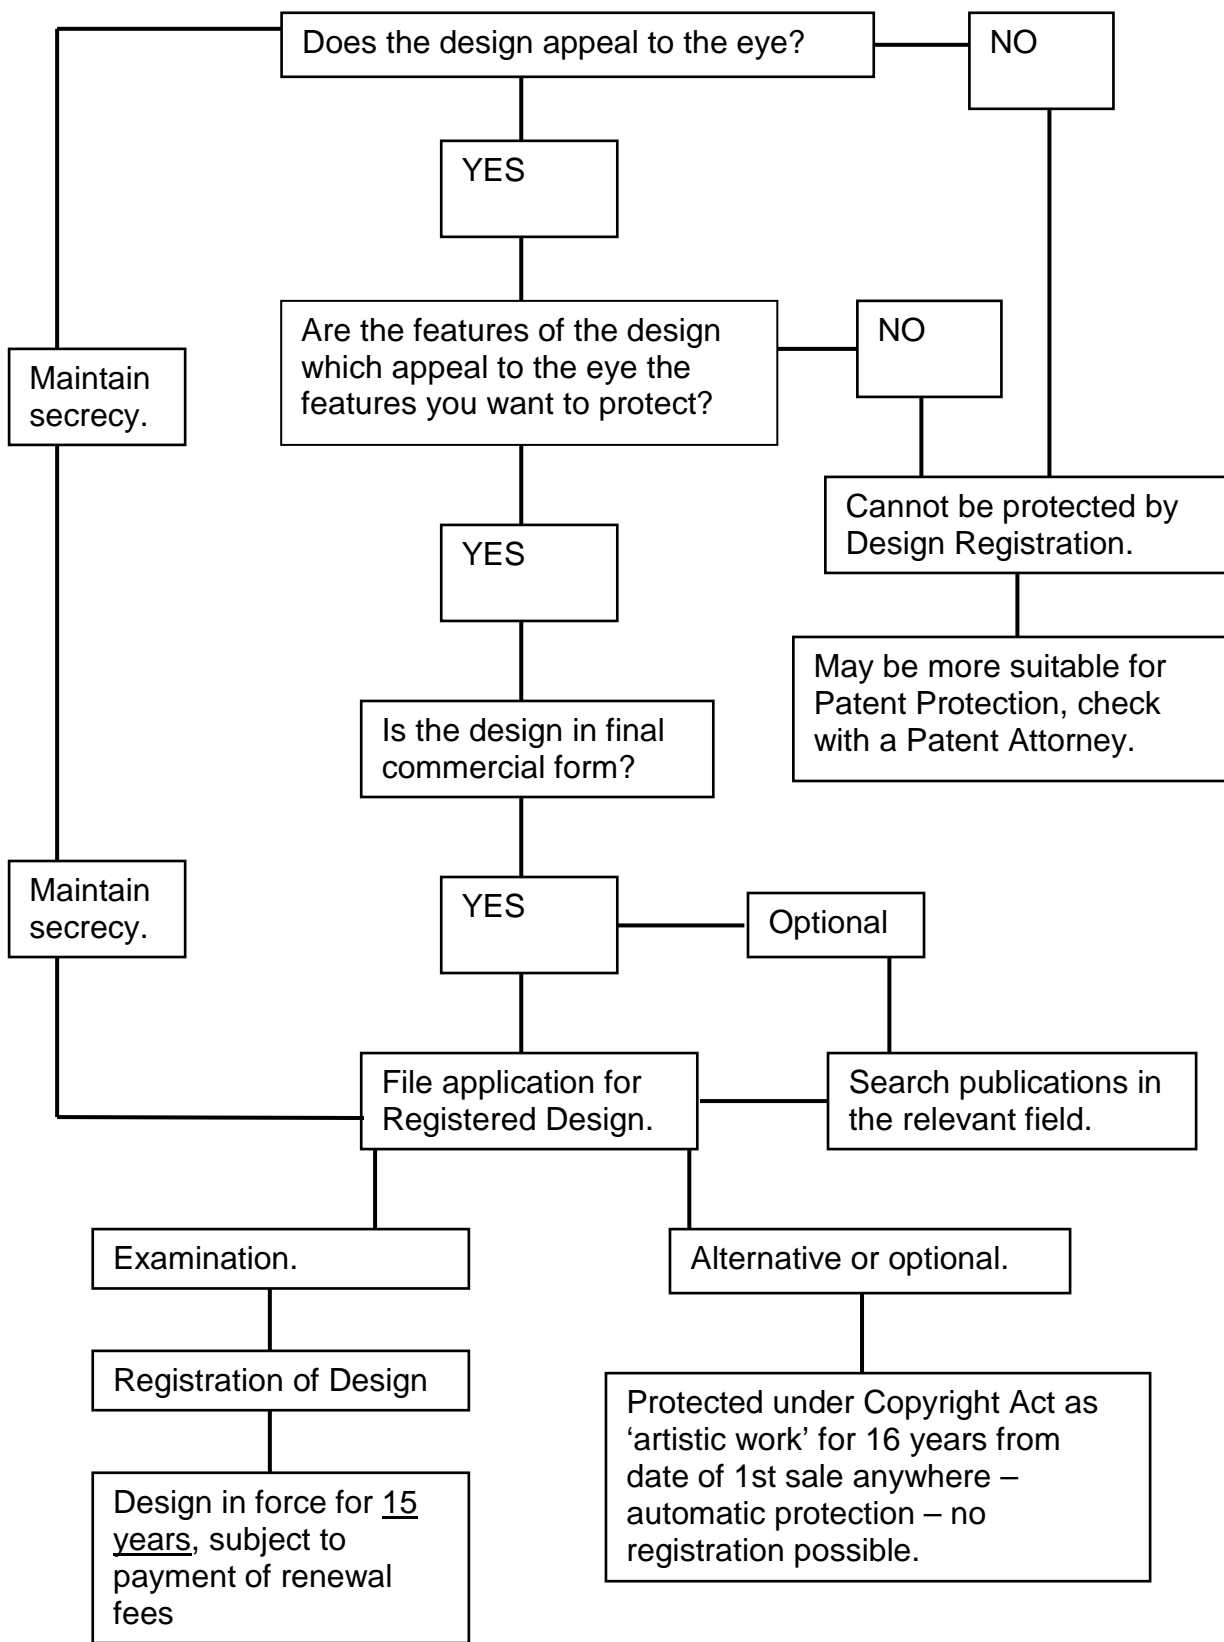 Does the design appeal to the eye?
NO
YES
Are the features of the design
which appeal to the eye the
features you want to protect?
NO
Maintain
secrecy.
Cannot be protected by
Design Registration.
YES
May be more suitable for
Patent Protection, check
with a Patent Attorney.
Is the design in final
commercial form?
Maintain
secrecy.
YES
Optional
File application for
Registered Design.
Search publications in
the relevant field.
Examination.
Alternative or optional.
Registration of Design
Protected under Copyright Act as
‘artistic work’ for 16 years from
date of 1st sale anywhere –
automatic protection – no
registration possible.
Design in force for 15
years, subject to
payment of renewal
fees